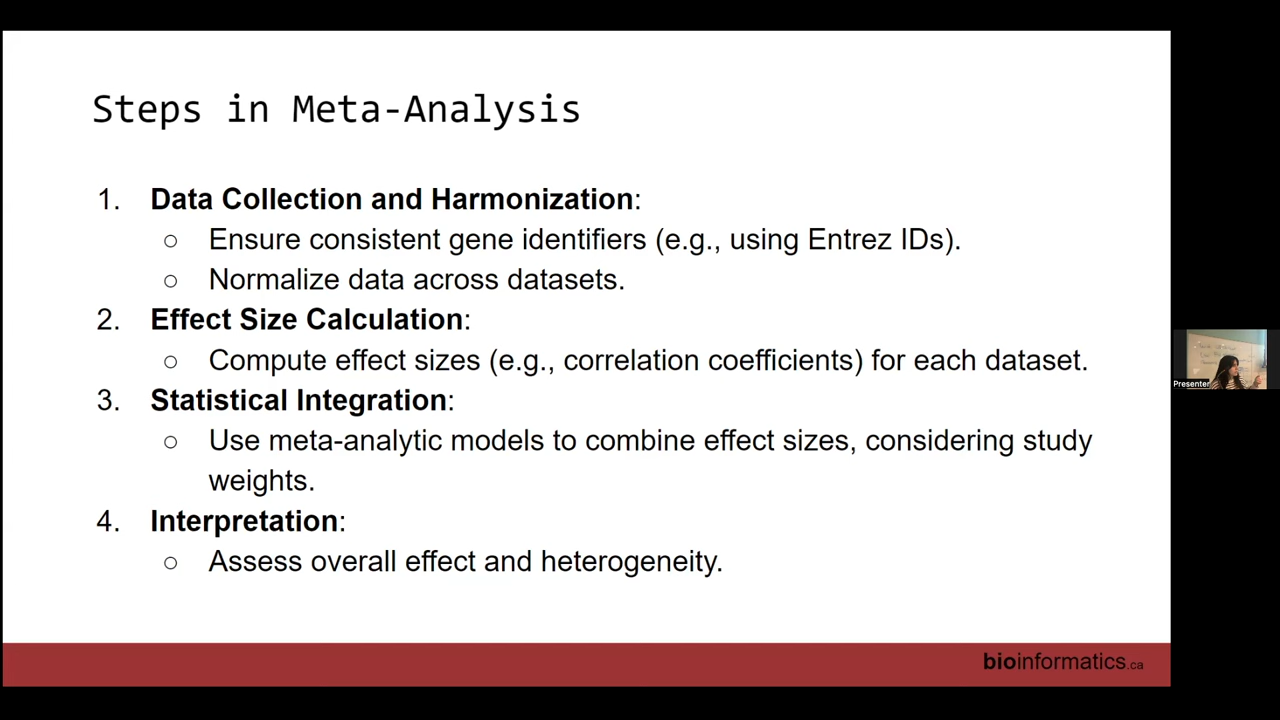 Steps in Meta-Analysis
1. Data Collection and Harmonization:
○ Ensure consistent gene identifiers (e.g., using Entrez IDs).
○ Normalize data across datasets.
2. Effect Size Calculation:
○ Compute effect sizes (e.g., correlation coefficients) for each dataset.
3. Statistical Integration:
○ Use meta-analytic models to combine effect sizes, considering study
weights.
4. Interpretation:
○ Assess overall effect and heterogeneity.
Presenter
bioinformatics.ca